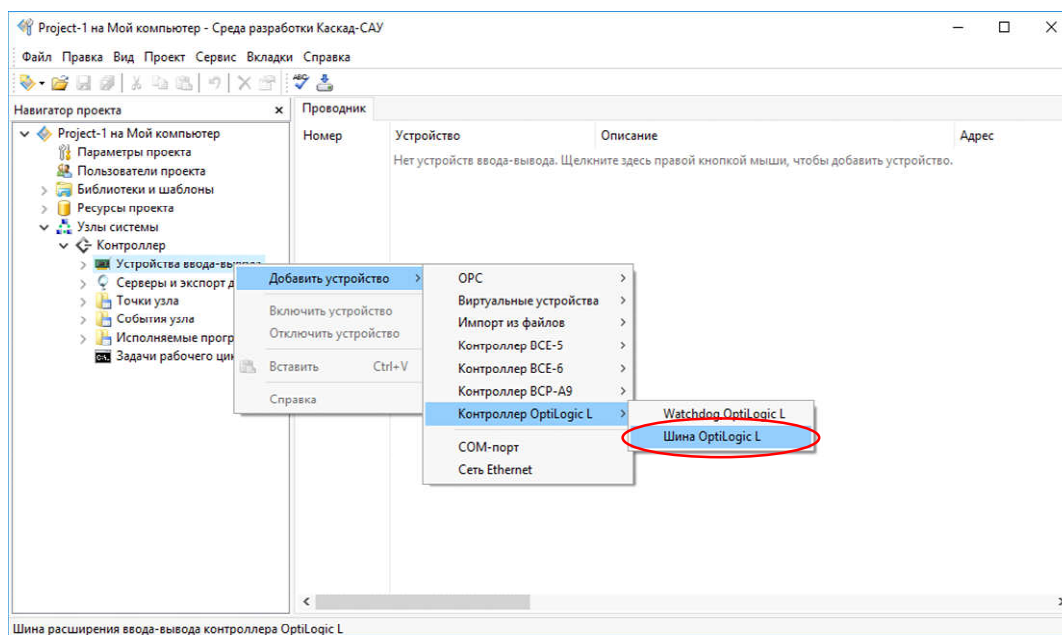 Project-1 на Мой компьютер - Среда разработки Каскад-САУ
Файл Правка Вид Проект Сервис Вкладки Справка
Навигатор проекта
Project-1 на Мой компьютер
Параметры проекта
Пользователи проекта
Библиотеки и шаблоны
Ресурсы проекта
Узлы системы
Контроллер
Устройства ввода-вывода
Серверы и экспорт д
Точки узла
События узла
Исполняемые прогр
Задачи рабочего цик
Проводник
Номер Устройство Описание Адрес
Нет устройств ввода-вывода. Щелкните здесь правой кнопкой мыши, чтобы добавить устройство.
Добавить устройство
Включить устройство
Отключить устройство
Вставить Ctrl+V
Справка
OPC
Виртуальные устройства
Импорт из файлов
Контроллер BCE-5
Контроллер BCE-6
Контроллер BCP-A9
Контроллер OptiLogic L
COM-порт
Сеть Ethernet
Watchdog OptiLogic L
Шина OptiLogic L
Шина расширения ввода-вывода контроллера OptiLogic L